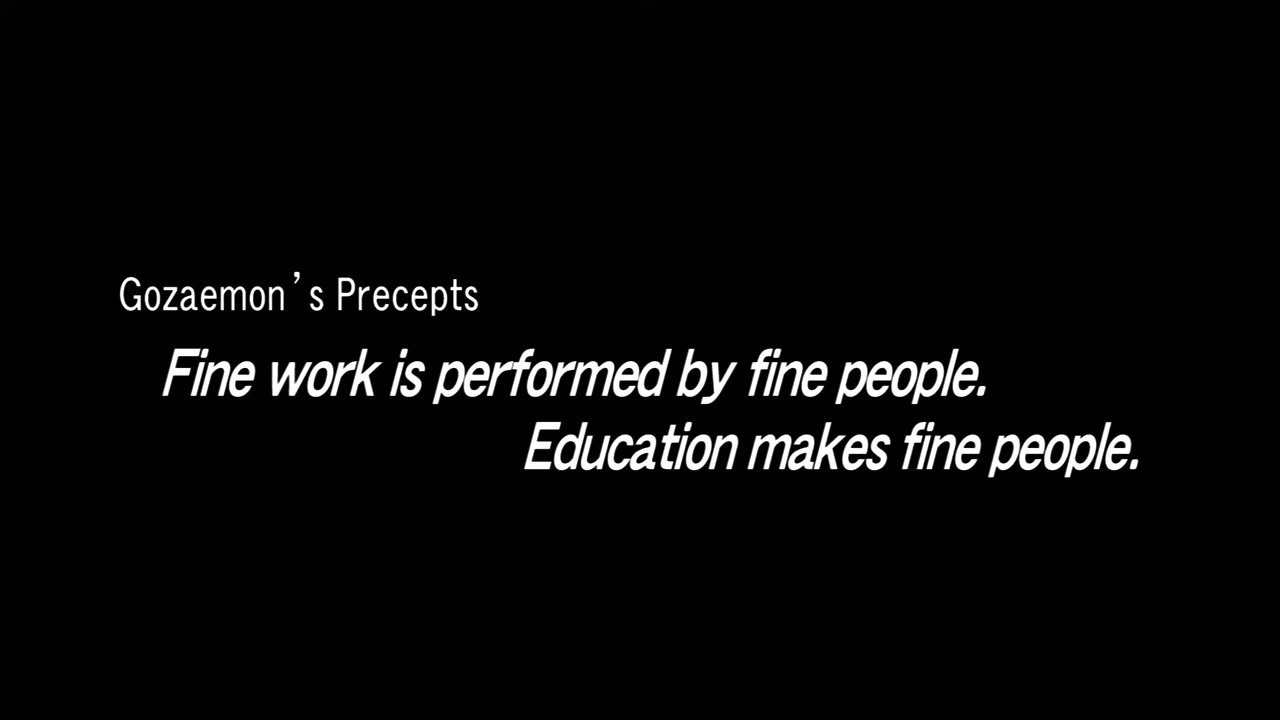 Gozaemon’s Precepts
Fine work is performed by fine people.
Education makes fine people.